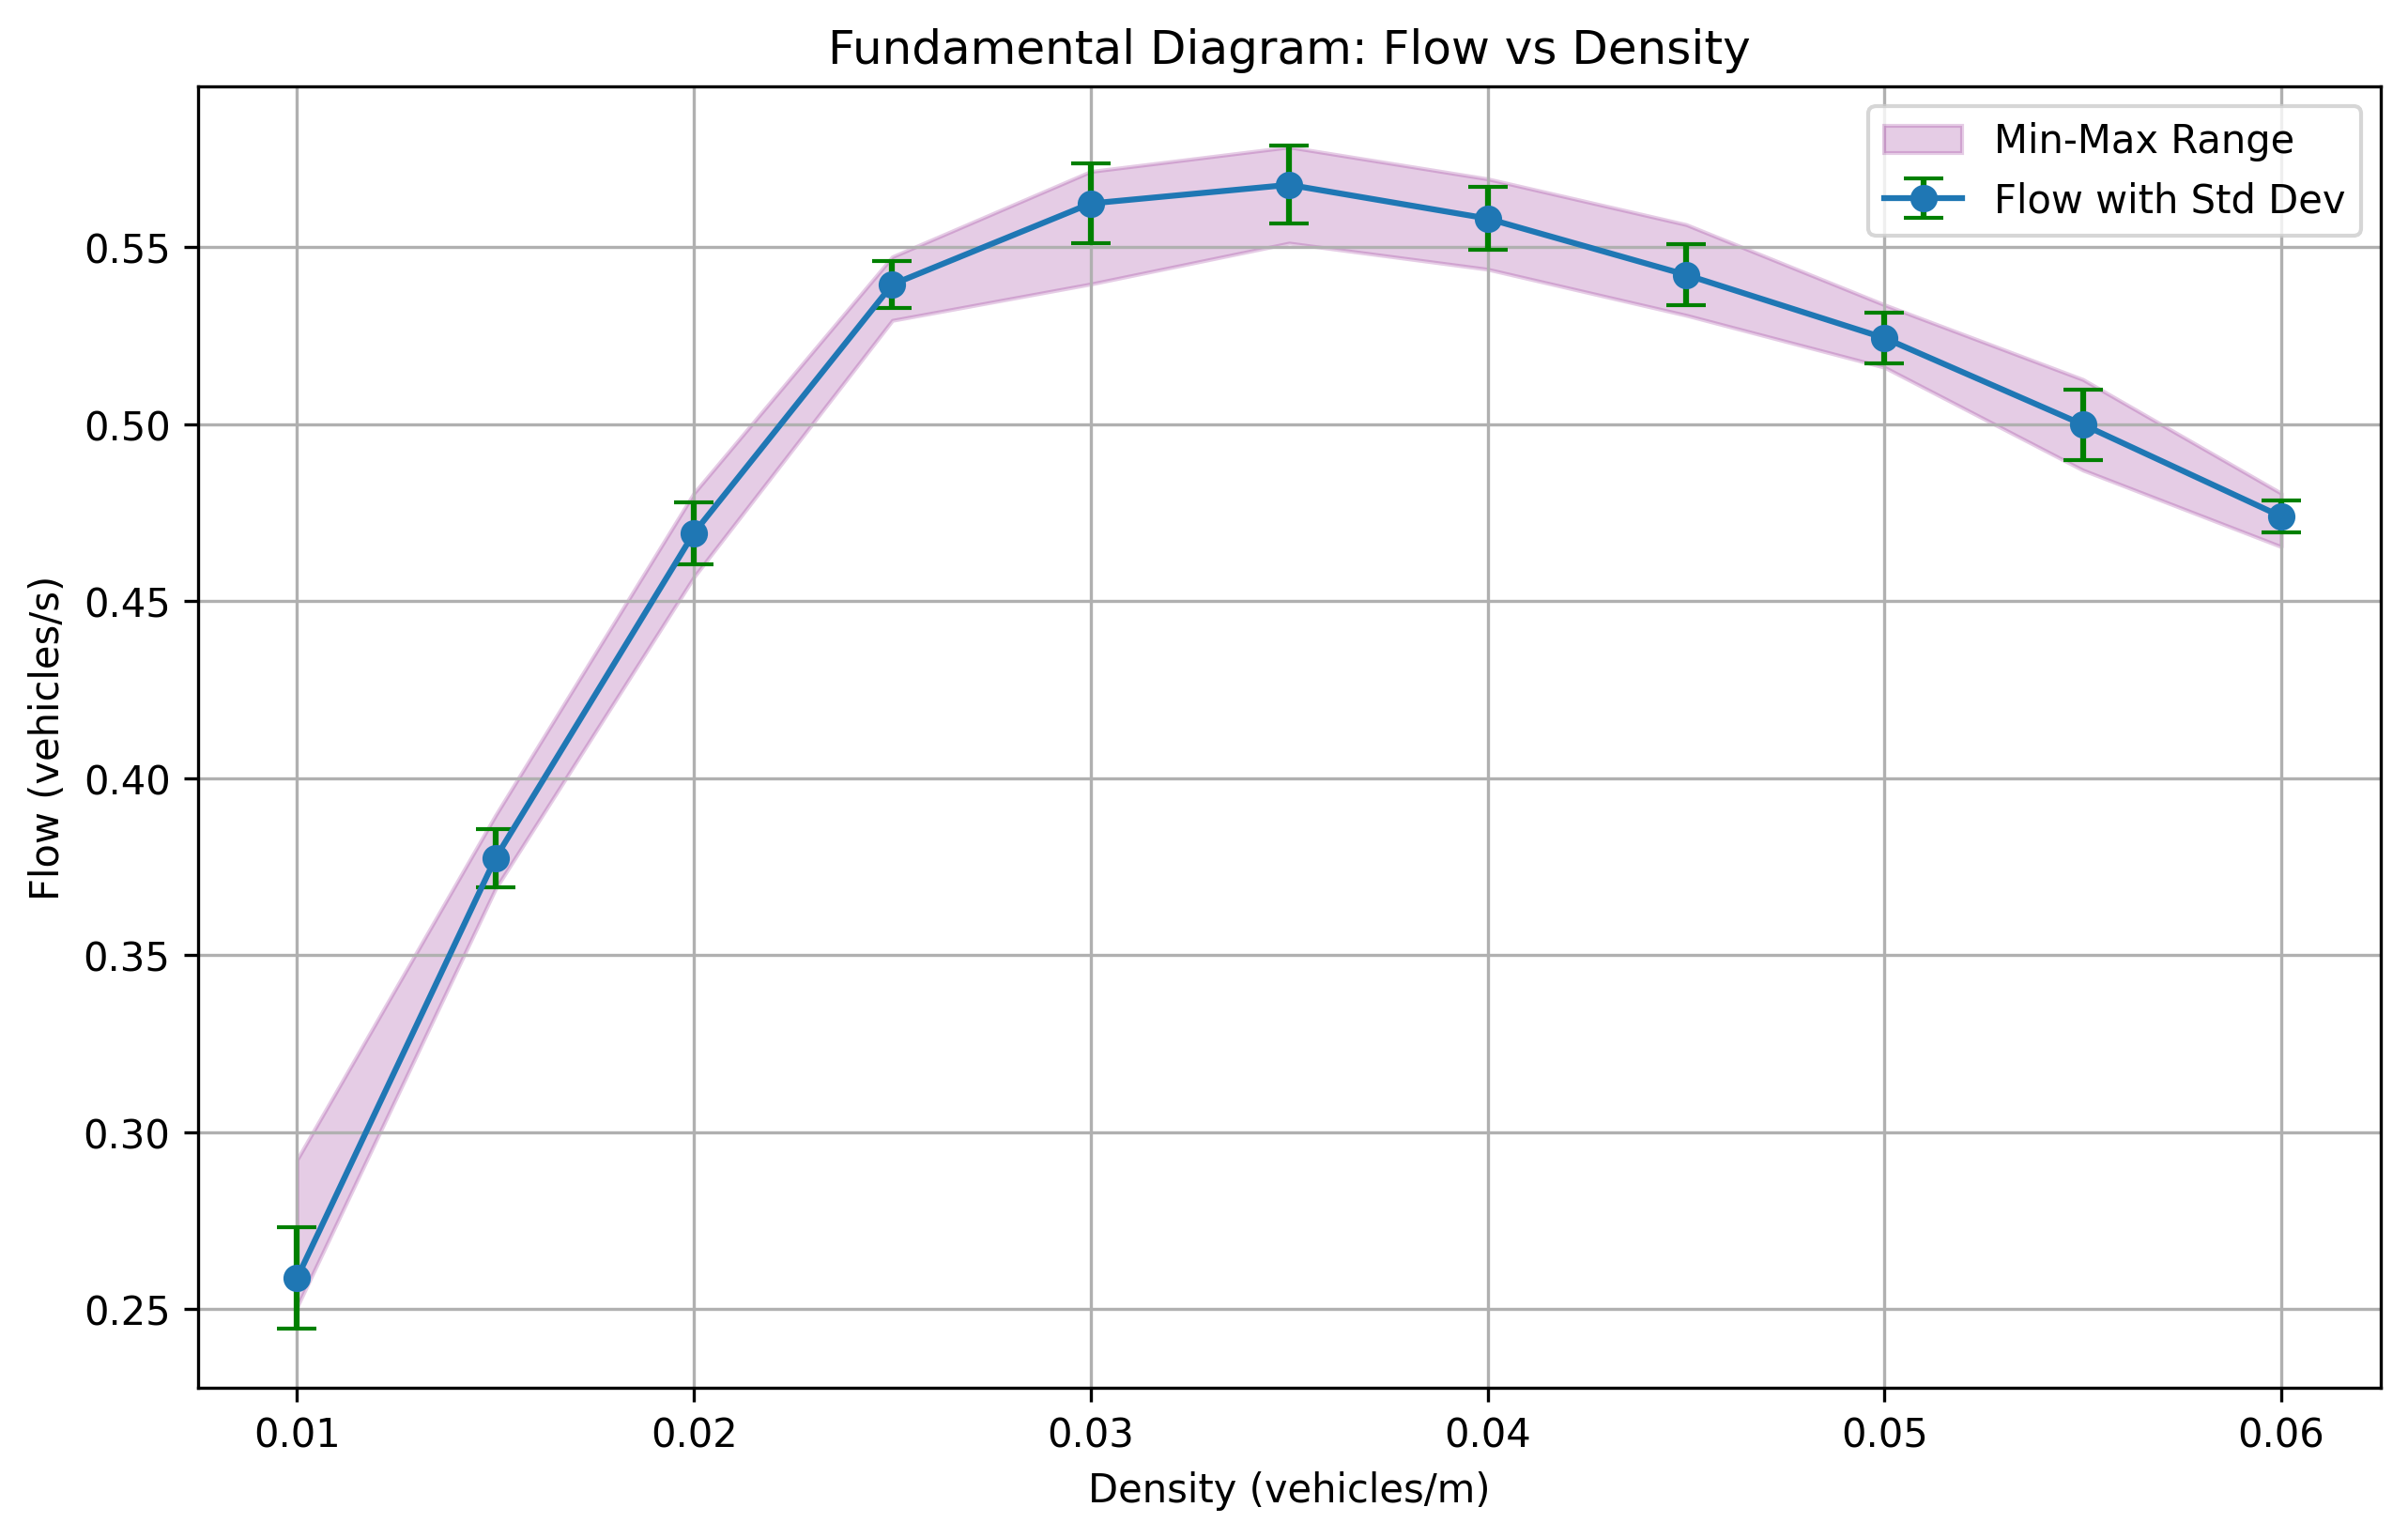 Fundamental Diagram: Flow vs Density
Min-Max Range
Flow with Std Dev
Flow (vehicles/s)
0.55
0.50
0.45
0.40
0.35
0.30
0.25
0.01 0.02 0.03 0.04 0.05 0.06
Density (vehicles/m)